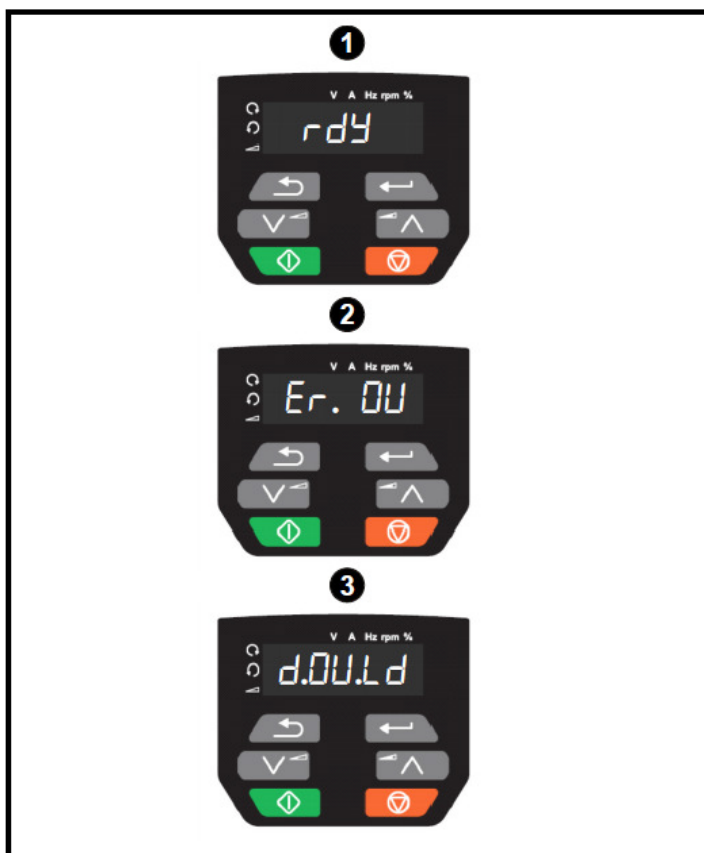 1
V A Hz rpm %
rdY
2
V A Hz rpm %
Er. OU
3
V A Hz rpm %
d.OU.Ld